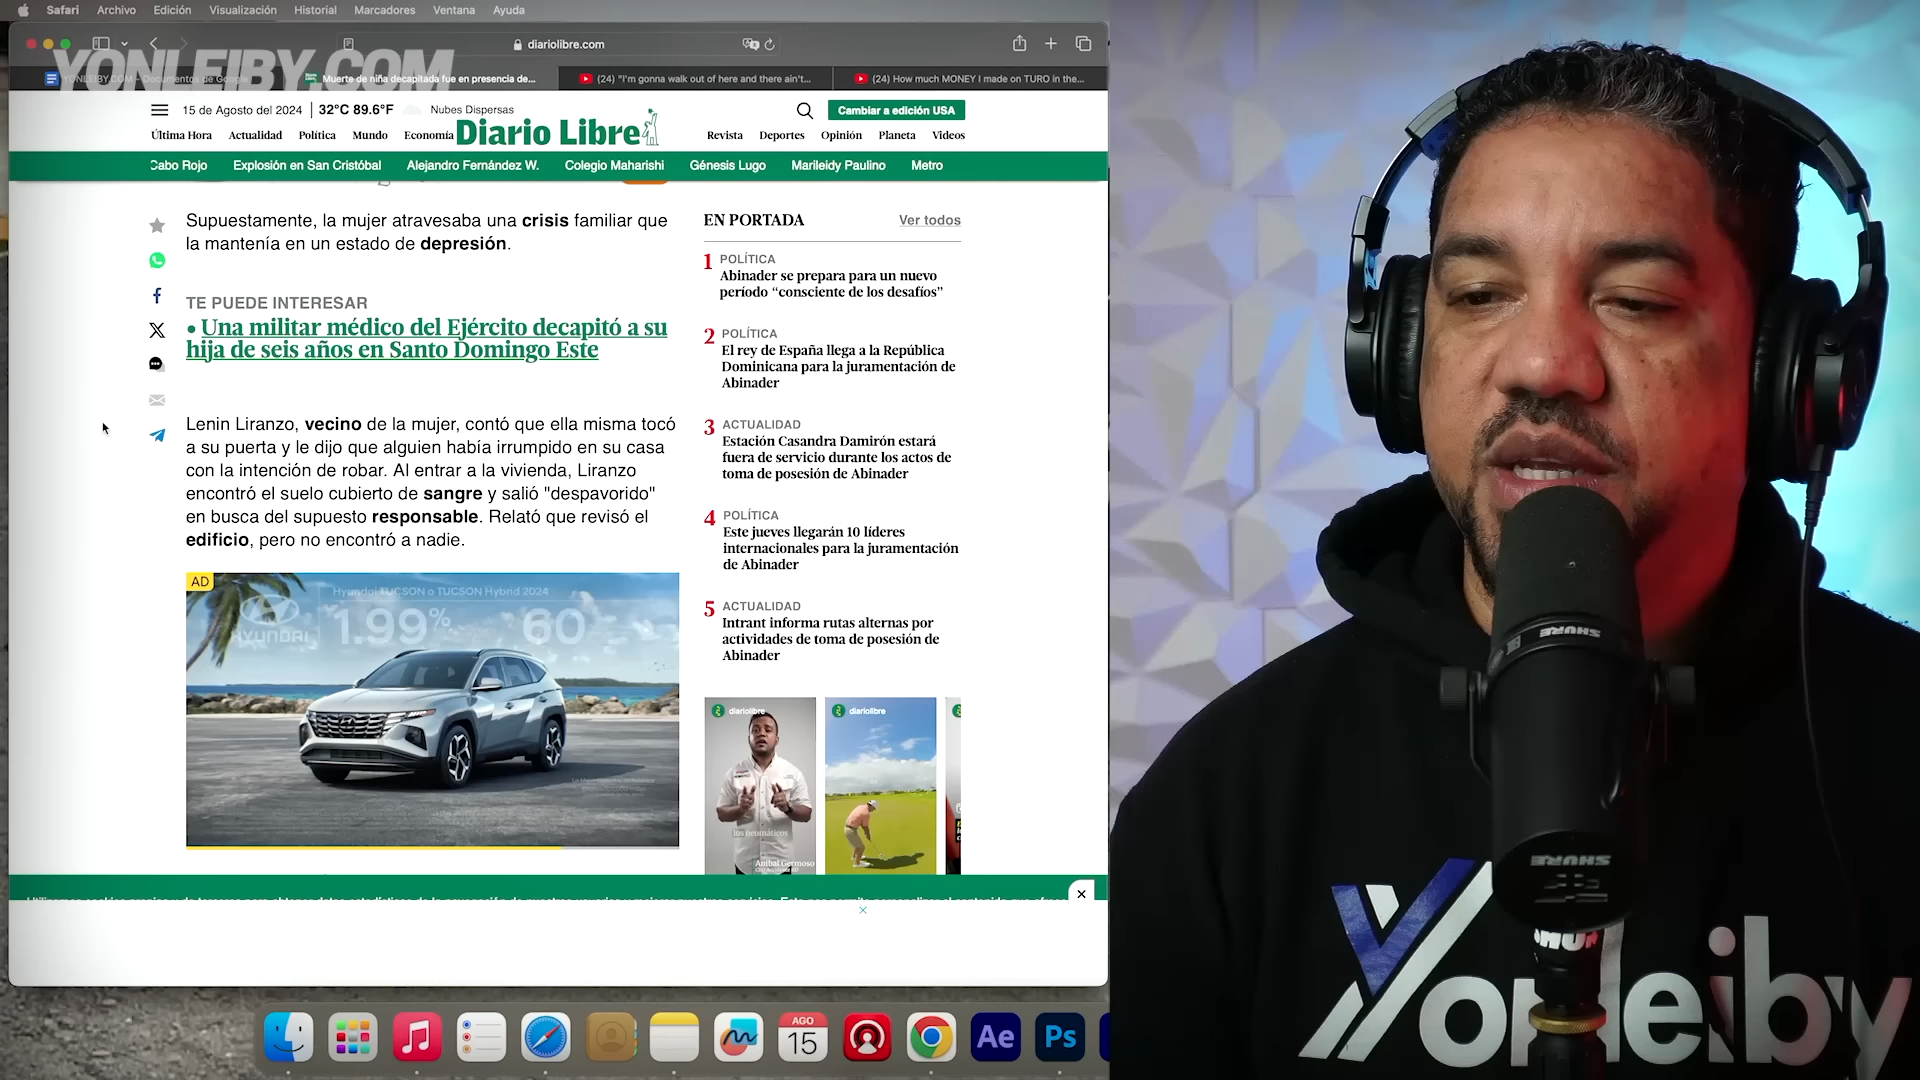 Safari Archivo Edición Visualización Historial Marcadores Ventana Ayuda
YONLEIBY.COM
diariolibre.com
YONLEIBY.COM – Documentos de Google
Muerte de niña decapitada fue en presencia de...
(24) "I'm gonna walk out of here and there ain't...
(24) How much MONEY I made on TURO in the...
15 de Agosto del 2024 | 32°C 89.6°F Nubes Dispersas
Cambiar a edición USA
Última Hora Actualidad Política Mundo Economía
Diario Libre
Revista Deportes Opinión Planeta Videos
Cabo Rojo Explosión en San Cristóbal Alejandro Fernández W. Colegio Maharishi Génesis Lugo Marileidy Paulino Metro
Supuestamente, la mujer atravesaba una crisis familiar que
la mantenía en un estado de depresión.
TE PUEDE INTERESAR
• Una militar médico del Ejército decapitó a su
hija de seis años en Santo Domingo Este
Lenin Liranzo, vecino de la mujer, contó que ella misma tocó
a su puerta y le dijo que alguien había irrumpido en su casa
con la intención de robar. Al entrar a la vivienda, Liranzo
encontró el suelo cubierto de sangre y salió "despavorido"
en busca del supuesto responsable. Relató que revisó el
edificio, pero no encontró a nadie.
AD
Hyundai TUCSON o TUCSON Hybrid 2024
HYUNDAI
1.99% 60
EN PORTADA Ver todos
1 POLÍTICA
Abinader se prepara para un nuevo
período “consciente de los desafíos”
2 POLÍTICA
El rey de España llega a la República
Dominicana para la juramentación de
Abinader
3 ACTUALIDAD
Estación Casandra Damirón estará
fuera de servicio durante los actos de
toma de posesión de Abinader
4 POLÍTICA
Este jueves llegarán 10 líderes
internacionales para la juramentación
de Abinader
5 ACTUALIDAD
Intrant informa rutas alternas por
actividades de toma de posesión de
Abinader
diariolibre
diariolibre
los neumáticos
Aníbal Germoso
AGO
15
Ae
Ps
SHURE
SHURE
Yonleiby